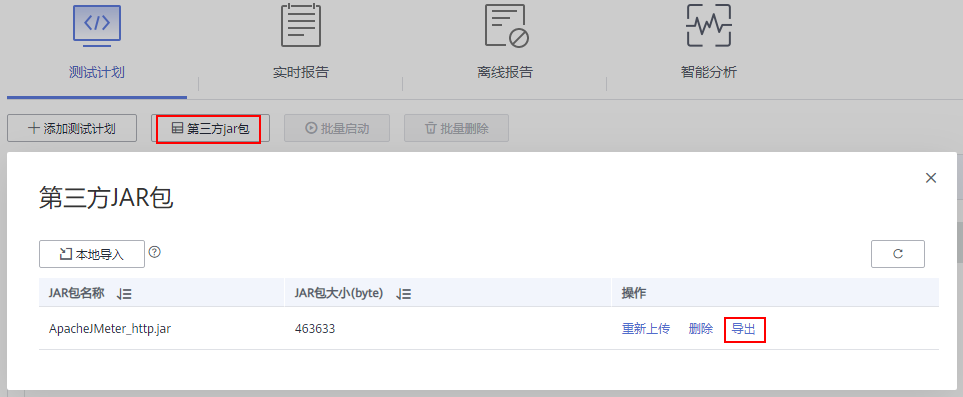 测试计划 实时报告 离线报告 智能分析
添加测试计划 第三方jar包 批量启动 批量删除
第三方JAR包
本地导入
JAR包名称 JAR包大小(byte) 操作
ApacheJMeter_http.jar 463633 重新上传 删除 导出